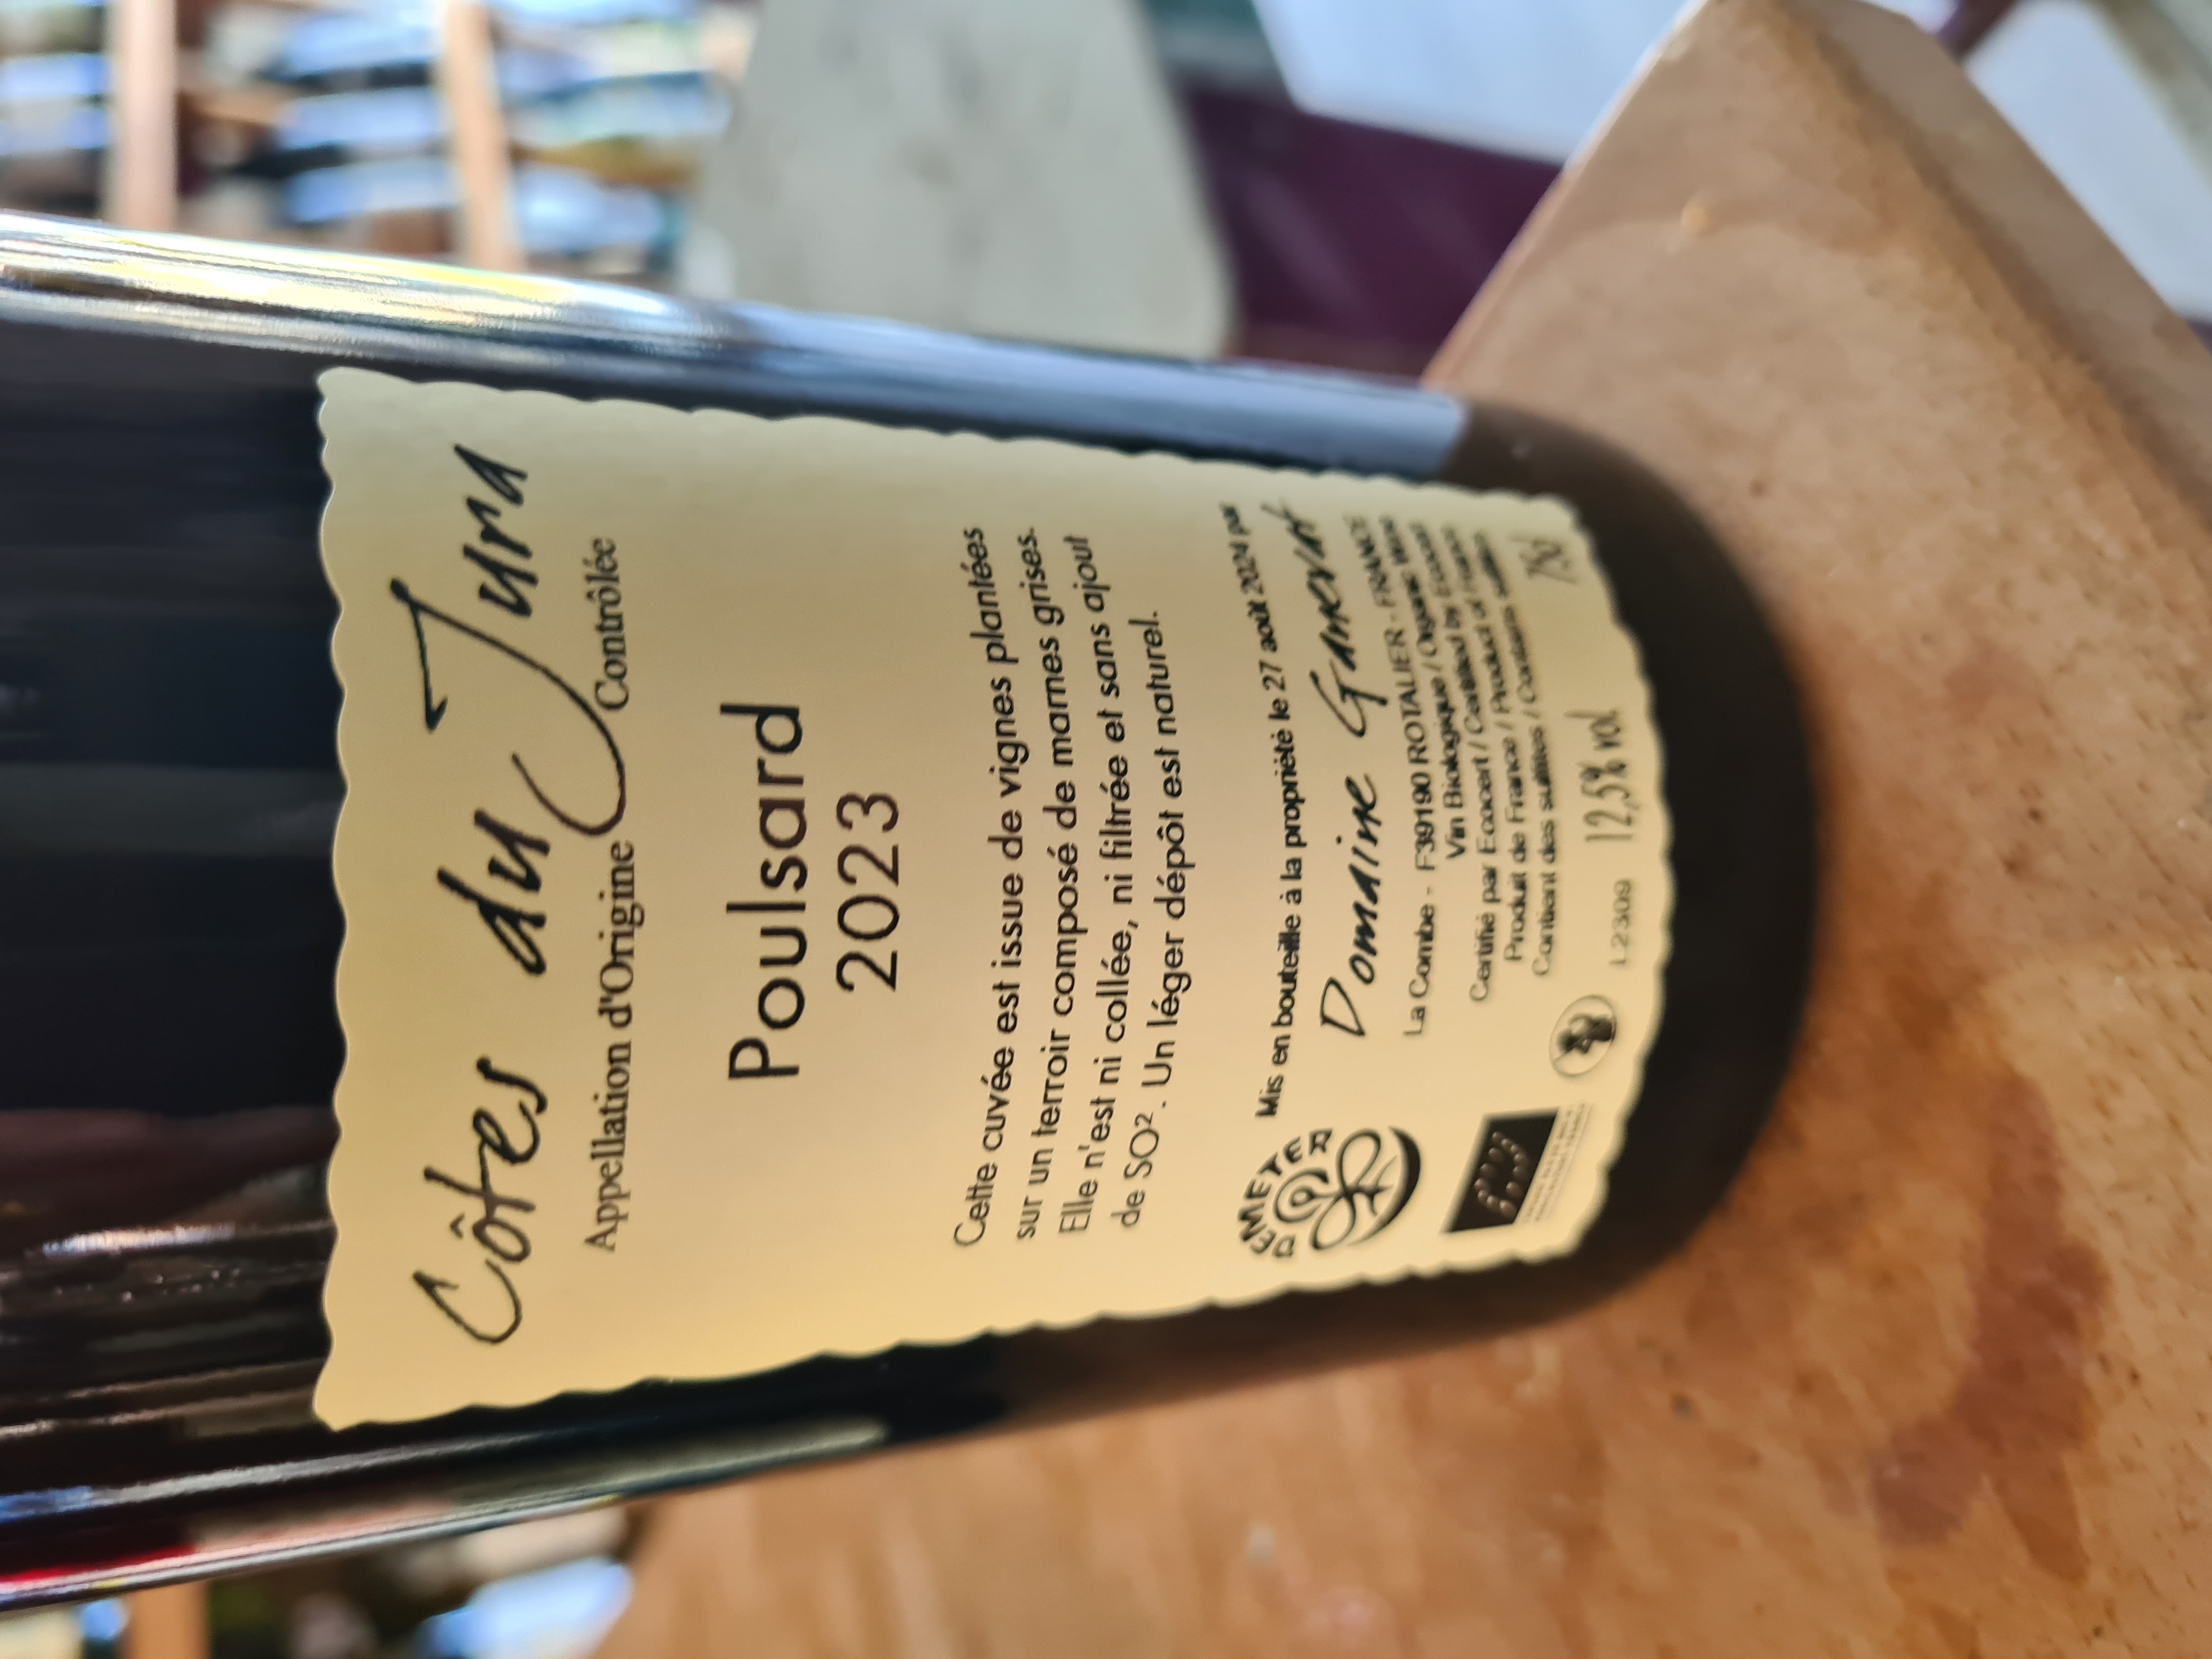 Côtes du Jura
Appellation d'Origine Contrôlée
Poulsard
2023
Cette cuvée est issue de vignes plantées
sur un terroir composé de marnes grises.
Elle n'est ni collée, ni filtrée et sans ajout
de SO². Un léger dépôt est naturel.
Mis en bouteille à la propriété le 27 août 2024 par
Domaine Ganevat
La Combe - F39190 ROTALIER - FRANCE
Vin Biologique / Organic Wine
Certifié par Ecocert / Certified by Ecocert
Produit de France / Product of France
Contient des sulfites / Contains sulfites
DEMETER
L2309 12,5% vol 75cl